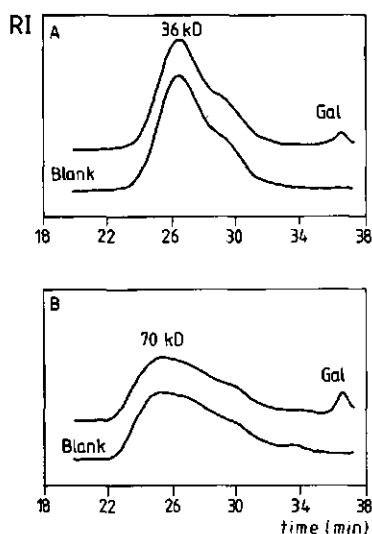 RI
A
36 kD
Gal
Blank
18 22 26 30 34 38
B
70 kD
Gal
Blank
18 22 26 30 34 38
time (min)